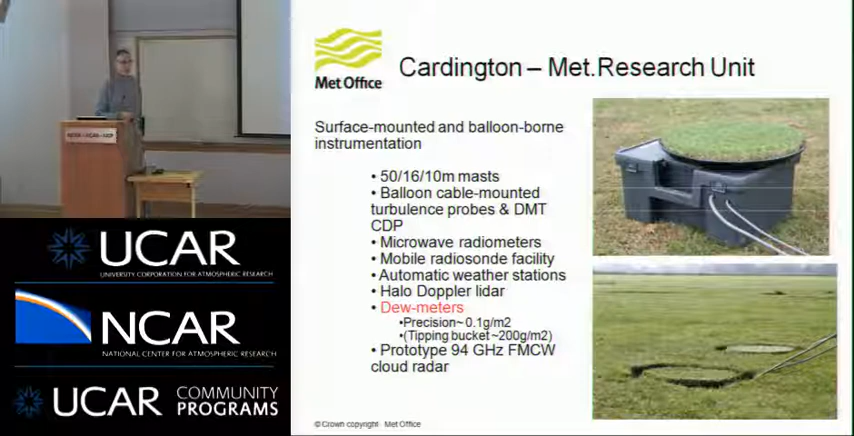 Met Office
Cardington – Met.Research Unit
Surface-mounted and balloon-borne
instrumentation
• 50/16/10m masts
• Balloon cable-mounted
turbulence probes & DMT
CDP
• Microwave radiometers
• Mobile radiosonde facility
• Automatic weather stations
• Halo Doppler lidar
• Dew-meters
•Precision~ 0.1g/m2
•(Tipping bucket ~200g/m2)
• Prototype 94 GHz FMCW
cloud radar
© Crown copyright Met Office
UCAR
UNIVERSITY CORPORATION FOR ATMOSPHERIC RESEARCH
NCAR
NATIONAL CENTER FOR ATMOSPHERIC RESEARCH
UCAR COMMUNITY
PROGRAMS